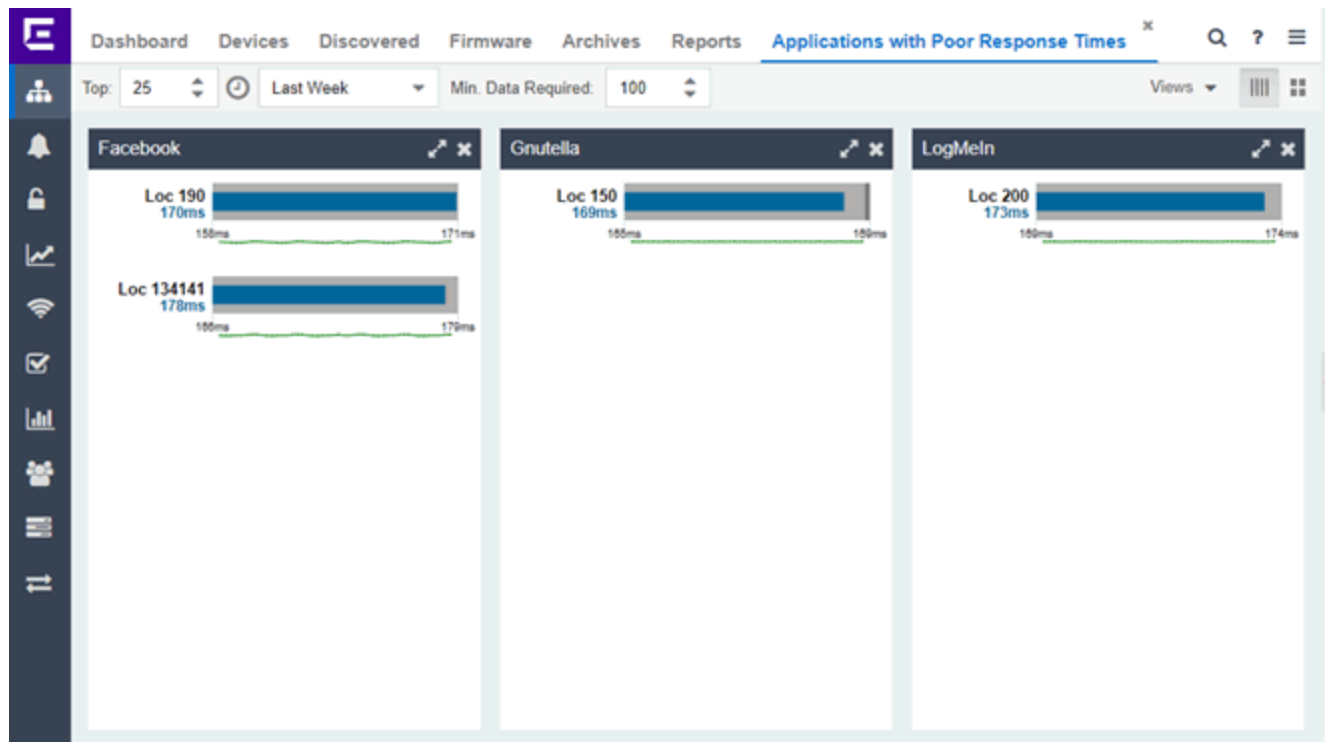 Dashboard Devices Discovered Firmware Archives Reports Applications with Poor Response Times
Top: 25 Last Week Min. Data Required: 100 Views
Facebook
Loc 190
170ms
158ms 171ms
Loc 134141
178ms
166ms 179ms
Gnutella
Loc 150
169ms
169ms
LogMeIn
Loc 200
173ms
169ms 174ms